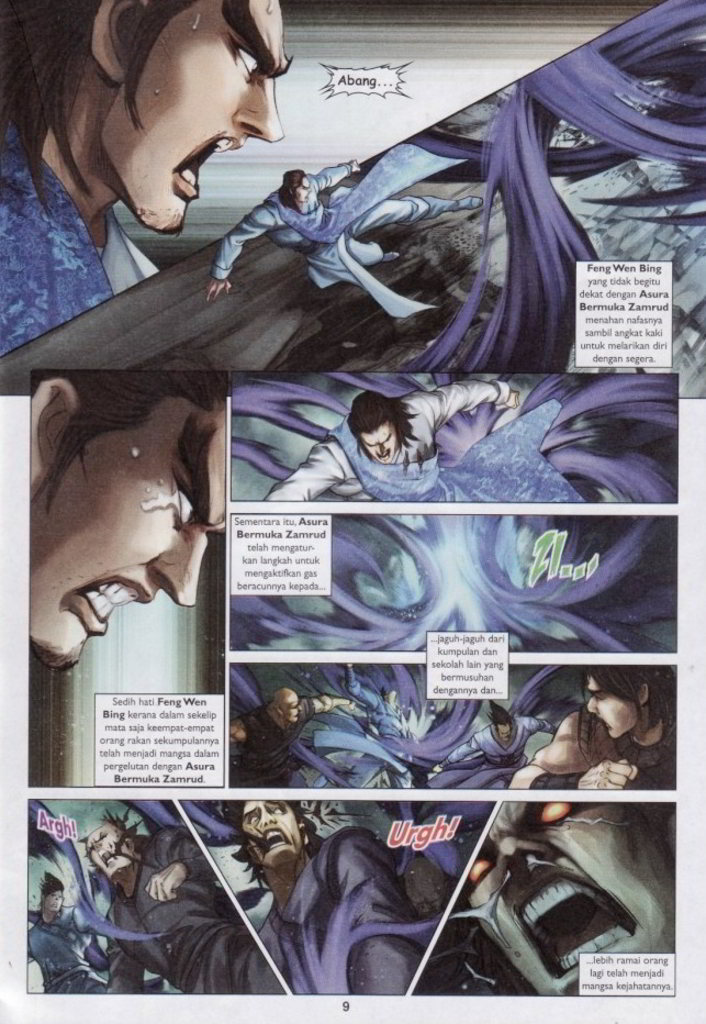 Abang...
Feng Wen Bing
yang tidak begitu
dekat dengan Asura
Bermuka Zamrud
menahan nafasnya
sambil angkat kaki
untuk melarikan diri
dengan segera.
Sementara itu, Asura
Bermuka Zamrud
telah mengatur-
kan langkah untuk
mengaktifkan gas
beracunnya kepada...
ZI...
...jaguh-jaguh dari
kumpulan dan
sekolah lain yang
bermusuhan
dengannya dan...
Sedih hati Feng Wen
Bing kerana dalam sekelip
mata saja keempat-empat
orang rakan sekumpulannya
telah menjadi mangsa dalam
pergelutan dengan Asura
Bermuka Zamrud.
Argh!
Urgh!
...lebih ramai orang
lagi telah menjadi
mangsa kejahatannya.
9